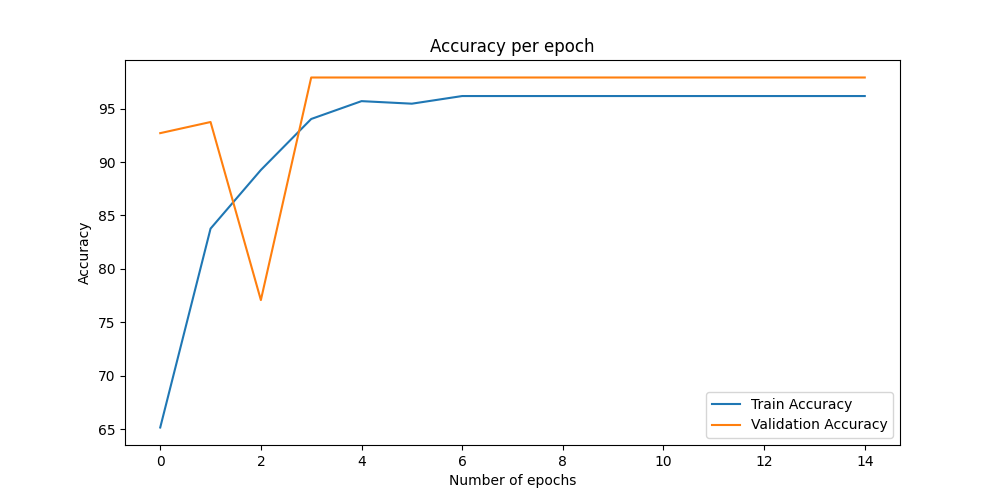 Accuracy per epoch
Accuracy
95
90
85
80
75
70
65
0 2 4 6 8 10 12 14
Number of epochs
Train Accuracy
Validation Accuracy